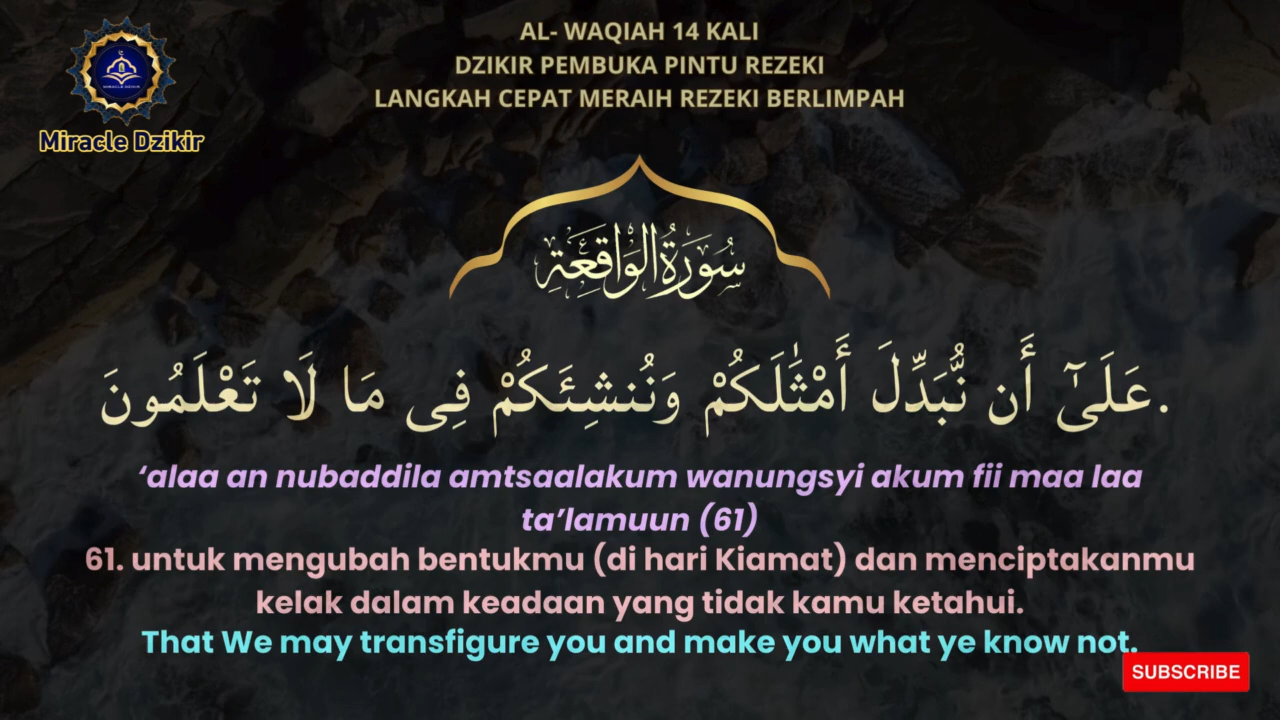 AL- WAQIAH 14 KALI
DZIKIR PEMBUKA PINTU REZEKI
LANGKAH CEPAT MERAIH REZEKI BERLIMPAH
MIRACLE DZIKIR
Miracle Dzikir
سُورَةُ الوَاقِعَةِ
عَلَىٰٓ أَن نُّبَدِّلَ أَمْثَٰلَكُمْ وَنُنشِئَكُمْ فِى مَا لَا تَعْلَمُونَ.
‘alaa an nubaddila amtsaalakum wanungsyi akum fii maa laa
ta’lamuun (61)
61. untuk mengubah bentukmu (di hari Kiamat) dan menciptakanmu
kelak dalam keadaan yang tidak kamu ketahui.
That We may transfigure you and make you what ye know not.
SUBSCRIBE